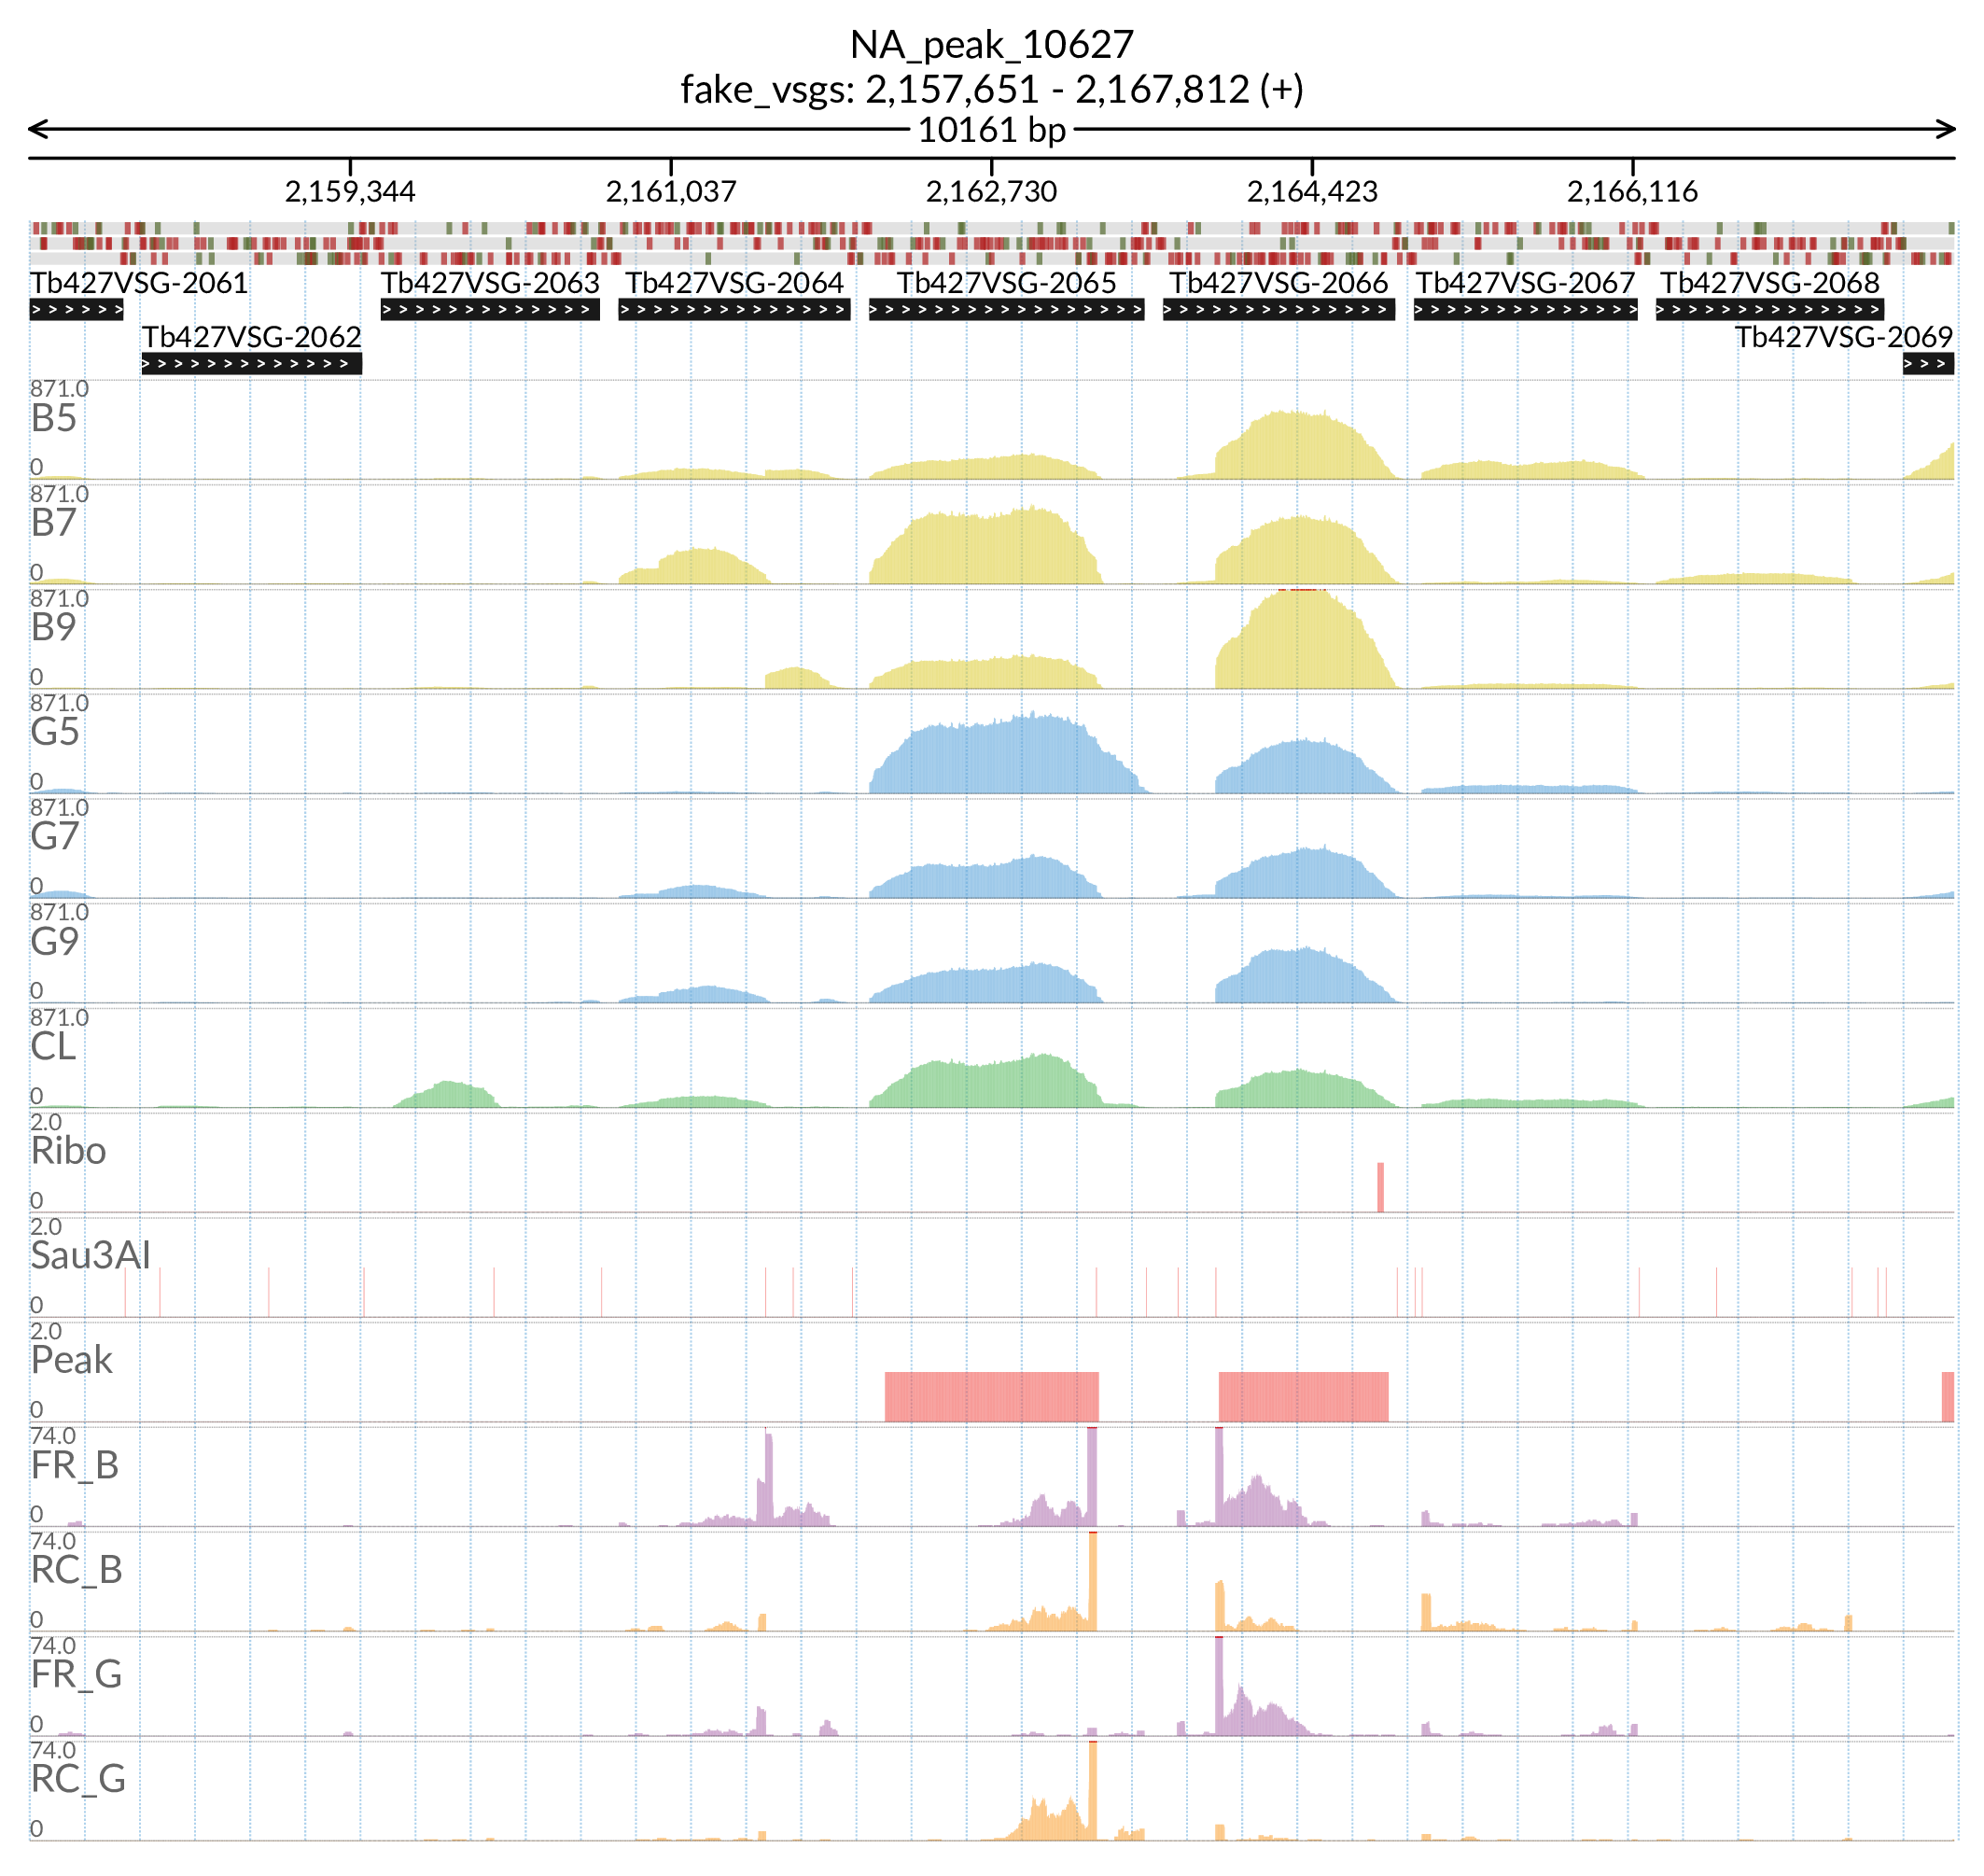 NA_peak_10627
fake_vsgs: 2,157,651 - 2,167,812 (+)
10161 bp
2,159,344 2,161,037 2,162,730 2,164,423 2,166,116
Tb427VSG-2061 Tb427VSG-2063 Tb427VSG-2064 Tb427VSG-2065 Tb427VSG-2066 Tb427VSG-2067 Tb427VSG-2068
Tb427VSG-2062 Tb427VSG-2069
871.0
B5
0
871.0
B7
0
871.0
B9
0
871.0
G5
0
871.0
G7
0
871.0
G9
0
871.0
CL
0
2.0
Ribo
0
2.0
Sau3AI
0
2.0
Peak
0
74.0
FR_B
0
74.0
RC_B
0
74.0
FR_G
0
74.0
RC_G
0